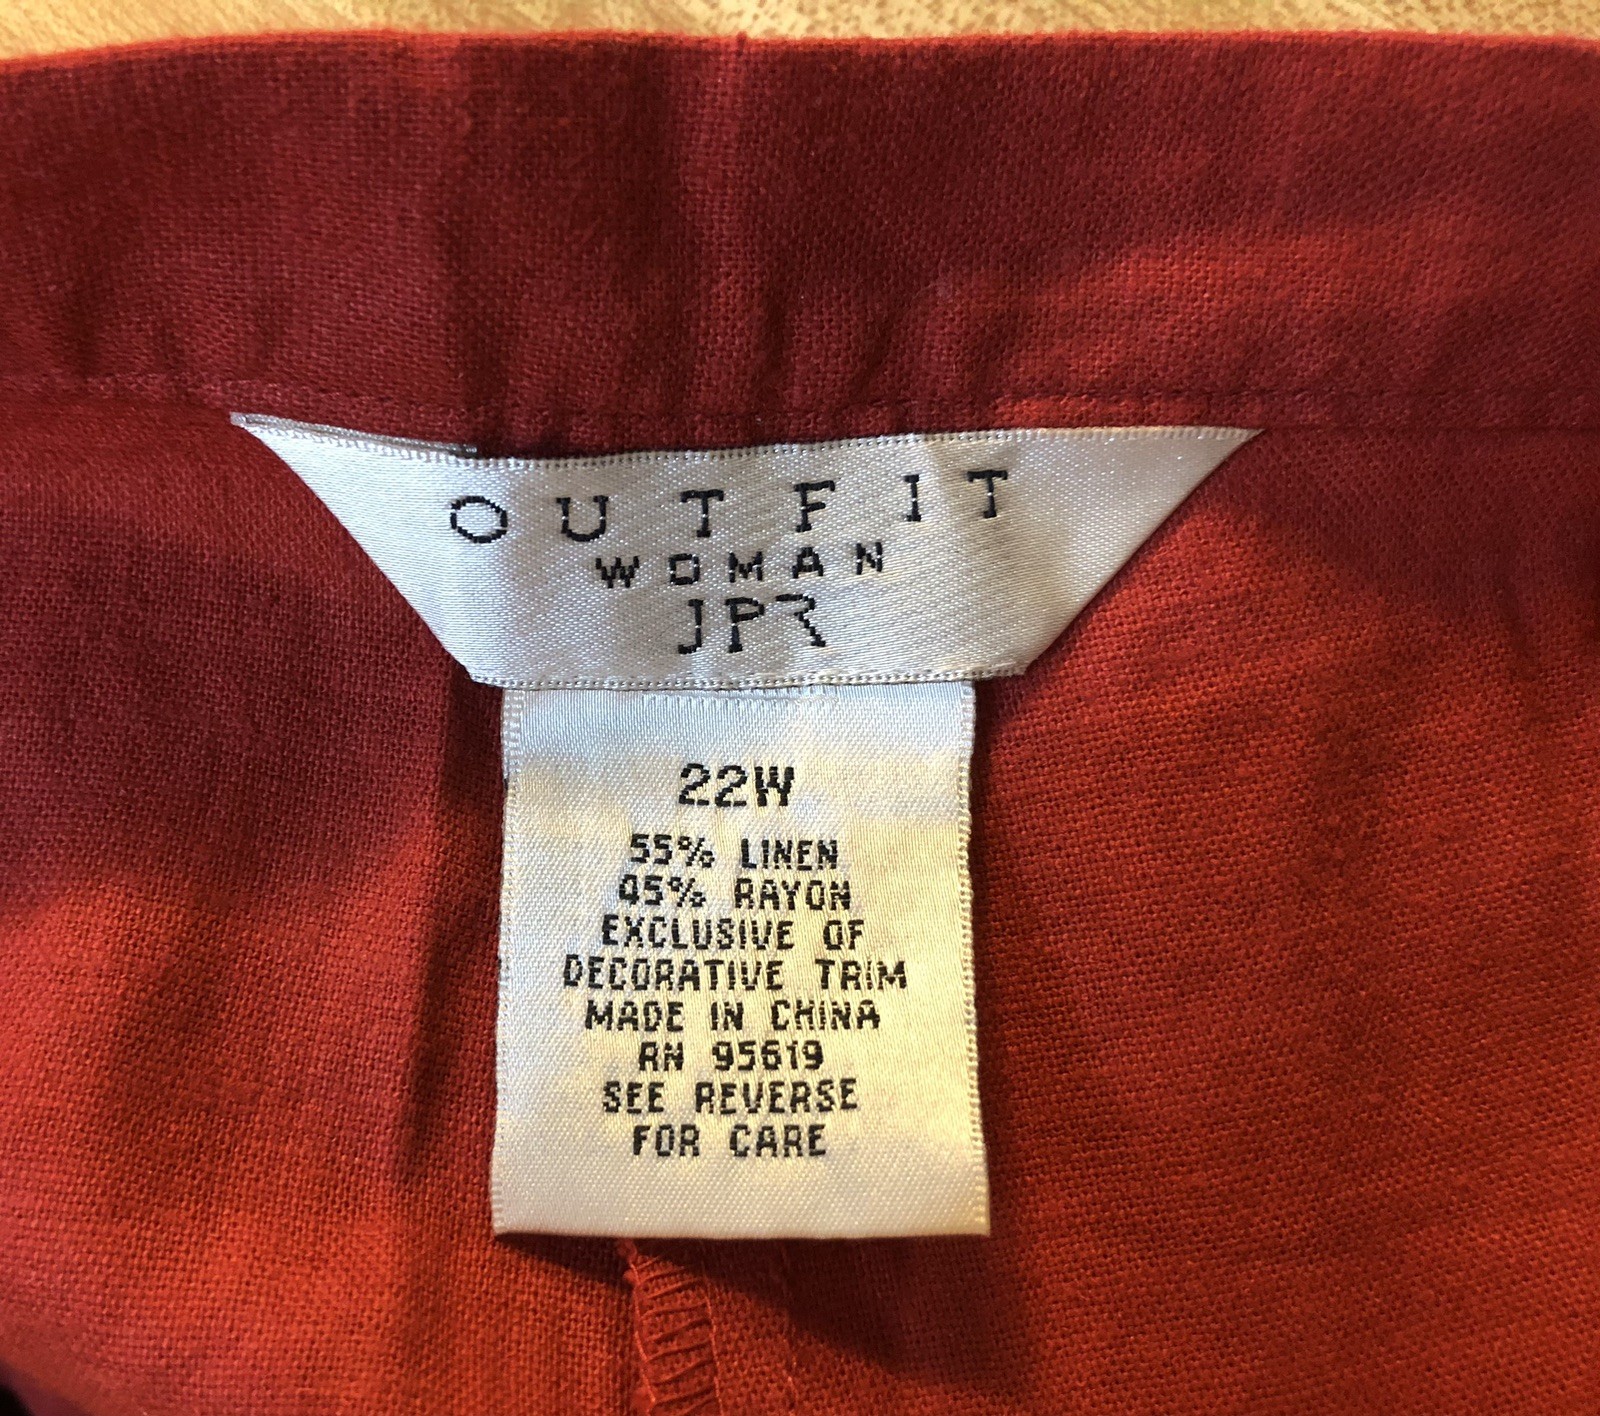 OUTFIT
WOMAN
JPR
22W
55% LINEN
45% RAYON
EXCLUSIVE OF
DECORATIVE TRIM
MADE IN CHINA
RN 95619
SEE REVERSE
FOR CARE